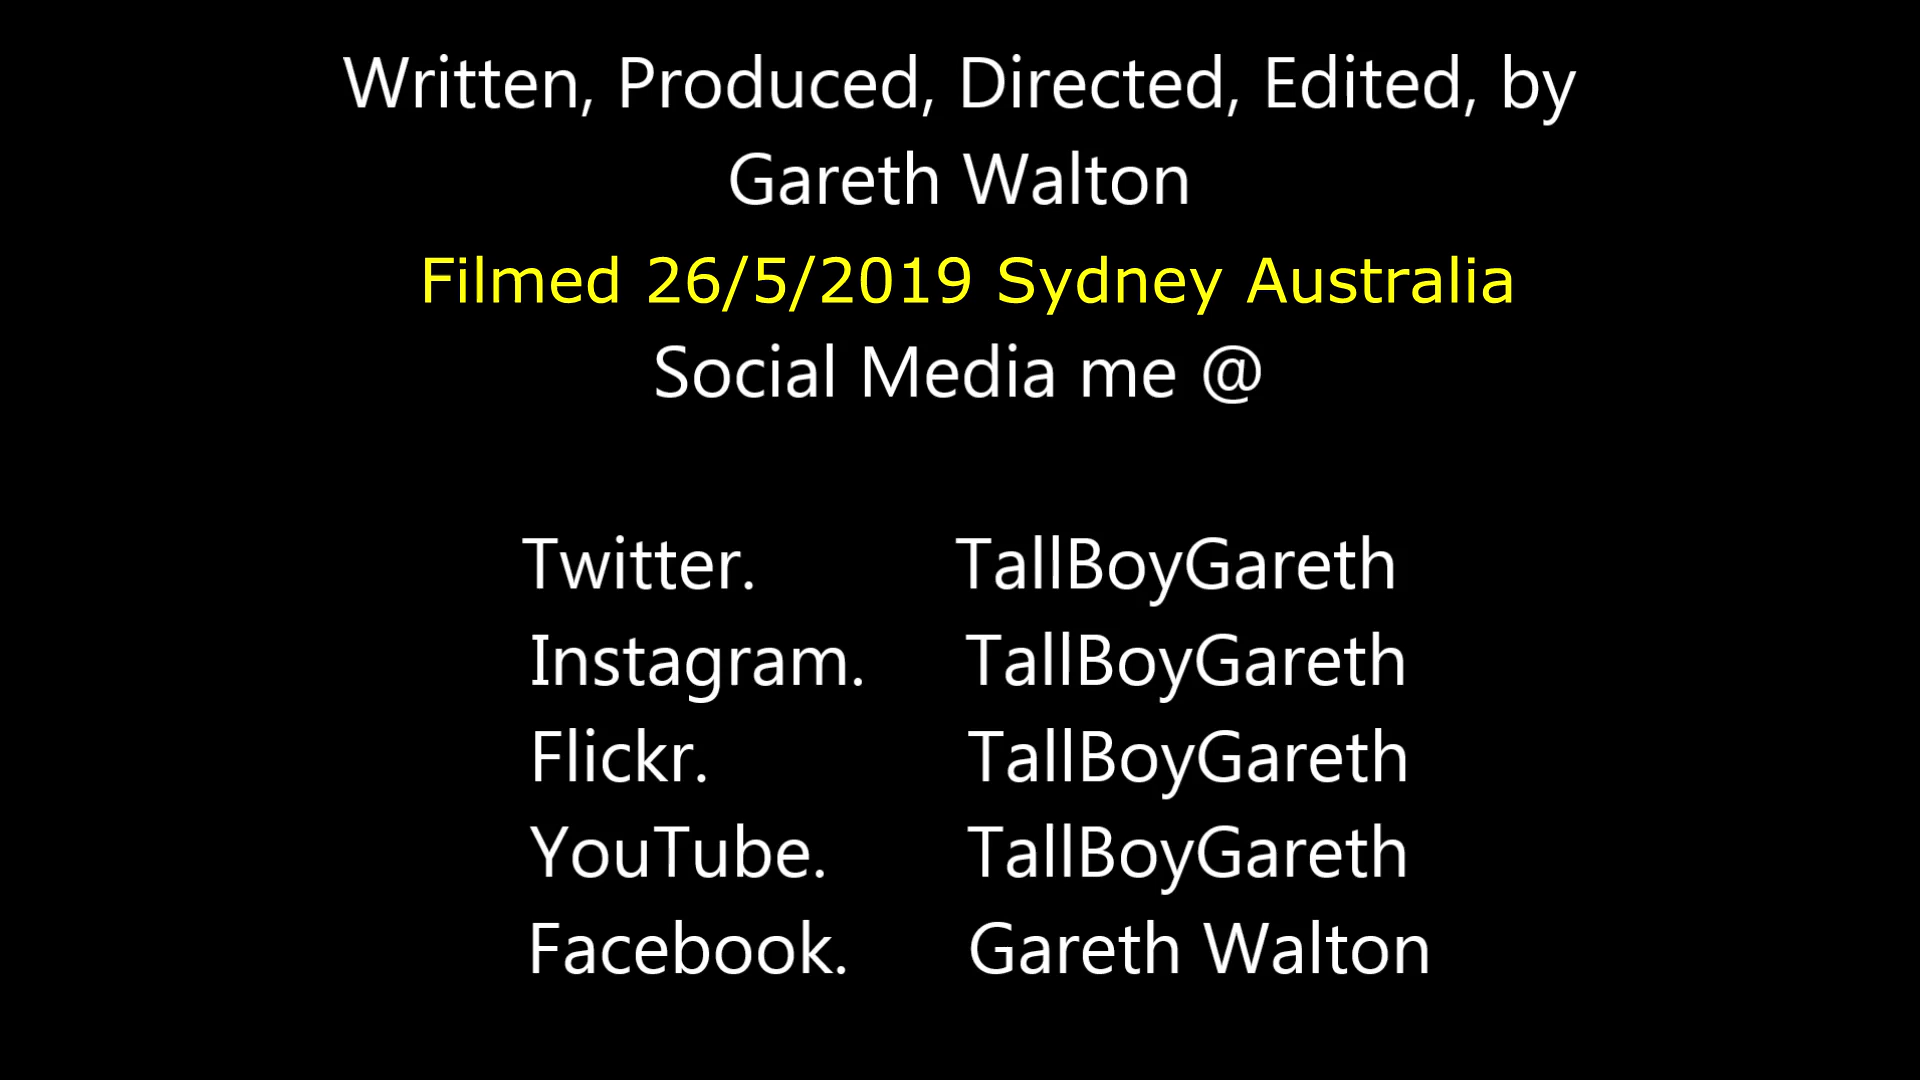 Written, Produced, Directed, Edited, by
Gareth Walton
Filmed 26/5/2019 Sydney Australia
Social Media me @
Twitter. TallBoyGareth
Instagram. TallBoyGareth
Flickr. TallBoyGareth
YouTube. TallBoyGareth
Facebook. Gareth Walton